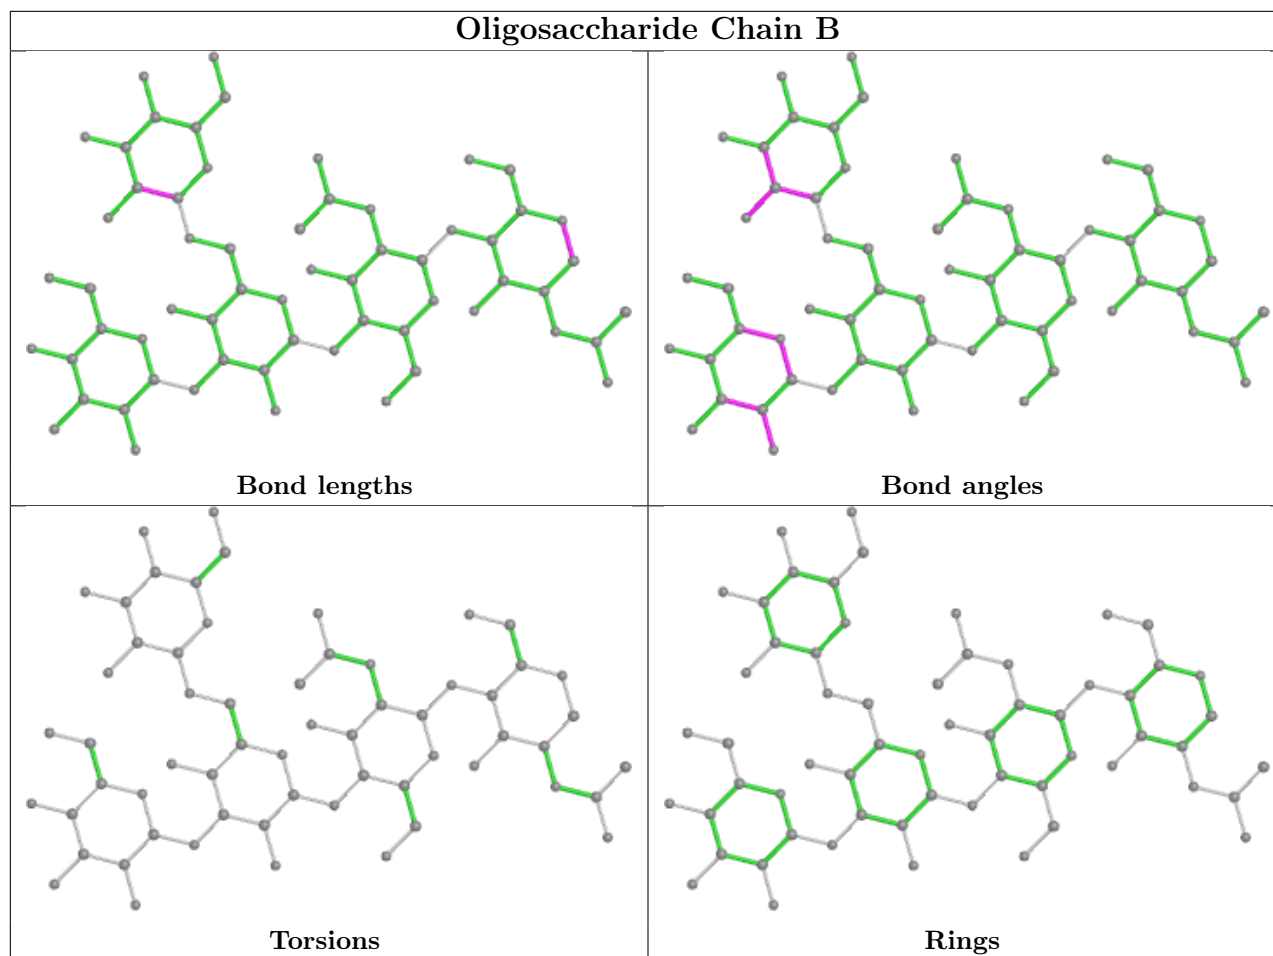 Oligosaccharide Chain B
Bond lengths
Bond angles
Torsions
Rings